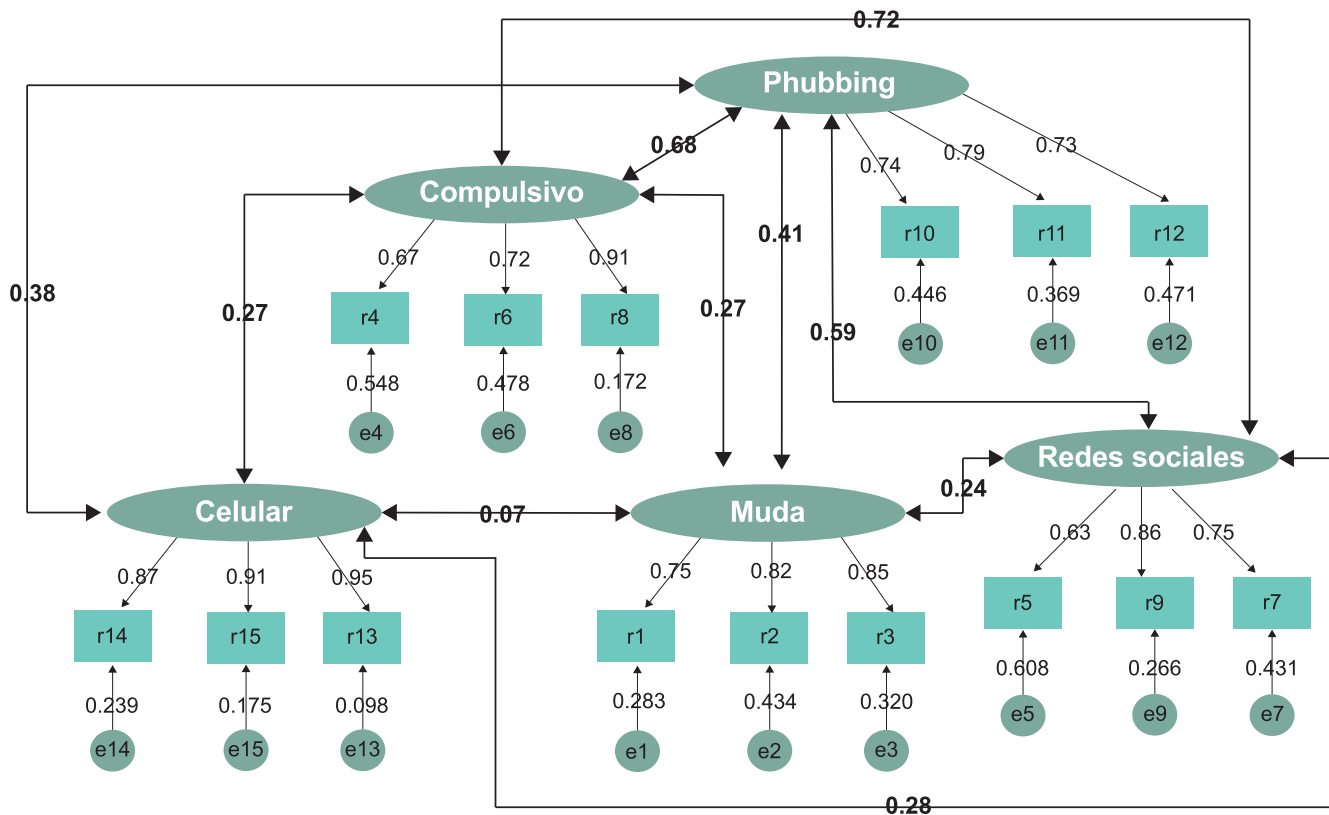 0.72
Phubbing
0.68
0.74
0.79
0.73
Compulsivo
r10
r11
r12
0.41
0.67
0.72
0.91
0.446
0.369
0.471
0.38
0.27
0.27
0.59
r4
r6
r8
e10
e11
e12
0.548
0.478
0.172
e4
e6
e8
Redes sociales
0.24
Celular
0.07
Muda
0.63
0.86
0.75
0.87
0.91
0.95
0.75
0.82
0.85
r5
r9
r7
r14
r15
r13
r1
r2
r3
0.608
0.266
0.431
0.239
0.175
0.098
0.283
0.434
0.320
e5
e9
e7
e14
e15
e13
e1
e2
e3
0.28